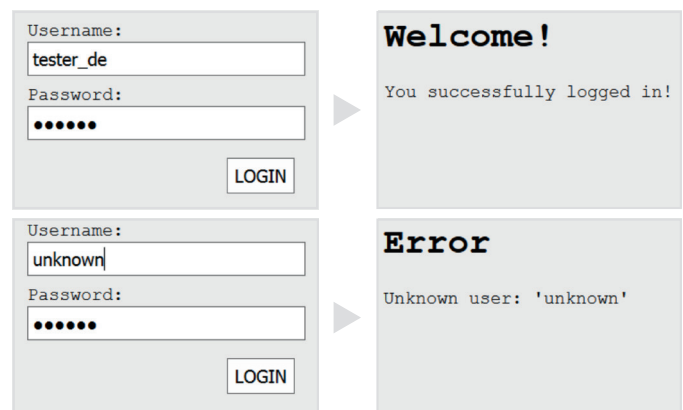 Username:
tester_de
Password:
●●●●●●
LOGIN
Welcome!
You successfully logged in!
Username:
unknown
Password:
●●●●●●
LOGIN
Error
Unknown user: 'unknown'